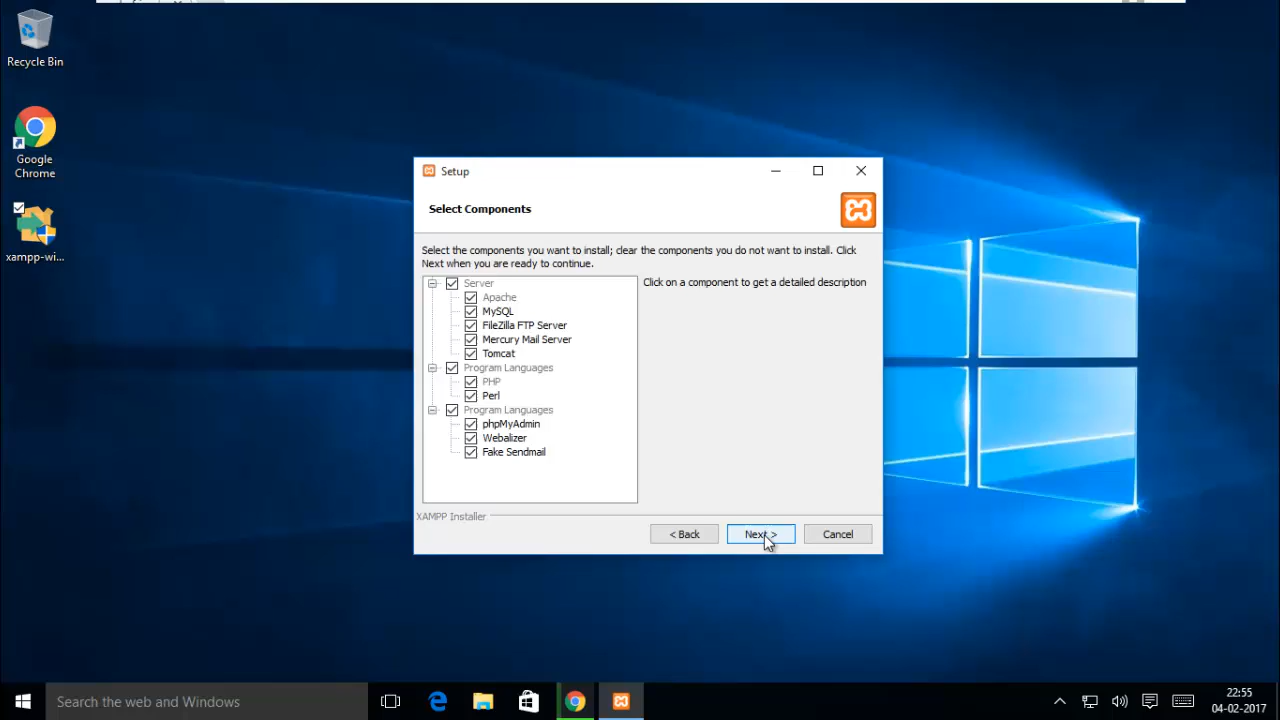 Recycle Bin
Google
Chrome
xampp-wi...
Setup
Select Components
Select the components you want to install; clear the components you do not want to install. Click
Next when you are ready to continue.
Server
Apache
MySQL
FileZilla FTP Server
Mercury Mail Server
Tomcat
Program Languages
PHP
Perl
Program Languages
phpMyAdmin
Webalizer
Fake Sendmail
Click on a component to get a detailed description
XAMPP Installer
< Back
Next >
Cancel
Search the web and Windows
22:55
04-02-2017